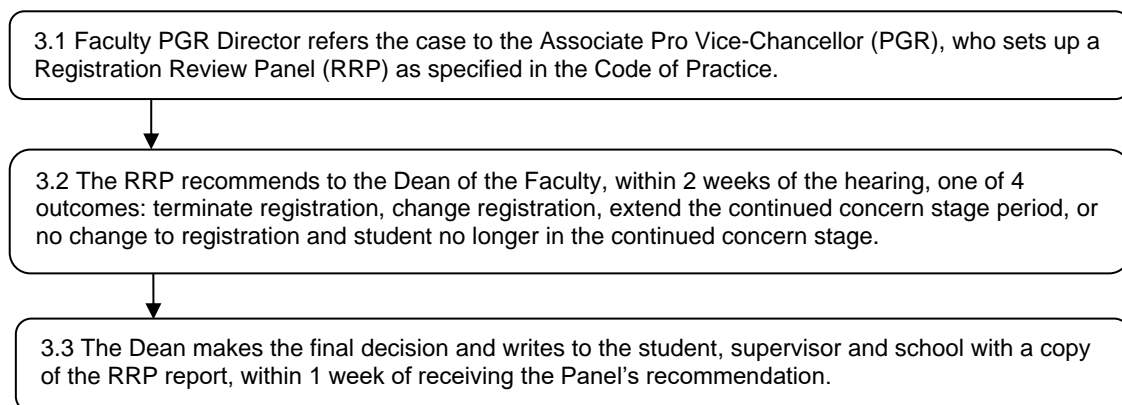 3.1 Faculty PGR Director refers the case to the Associate Pro Vice-Chancellor (PGR), who sets up a
Registration Review Panel (RRP) as specified in the Code of Practice.
3.2 The RRP recommends to the Dean of the Faculty, within 2 weeks of the hearing, one of 4
outcomes: terminate registration, change registration, extend the continued concern stage period, or
no change to registration and student no longer in the continued concern stage.
3.3 The Dean makes the final decision and writes to the student, supervisor and school with a copy
of the RRP report, within 1 week of receiving the Panel’s recommendation.